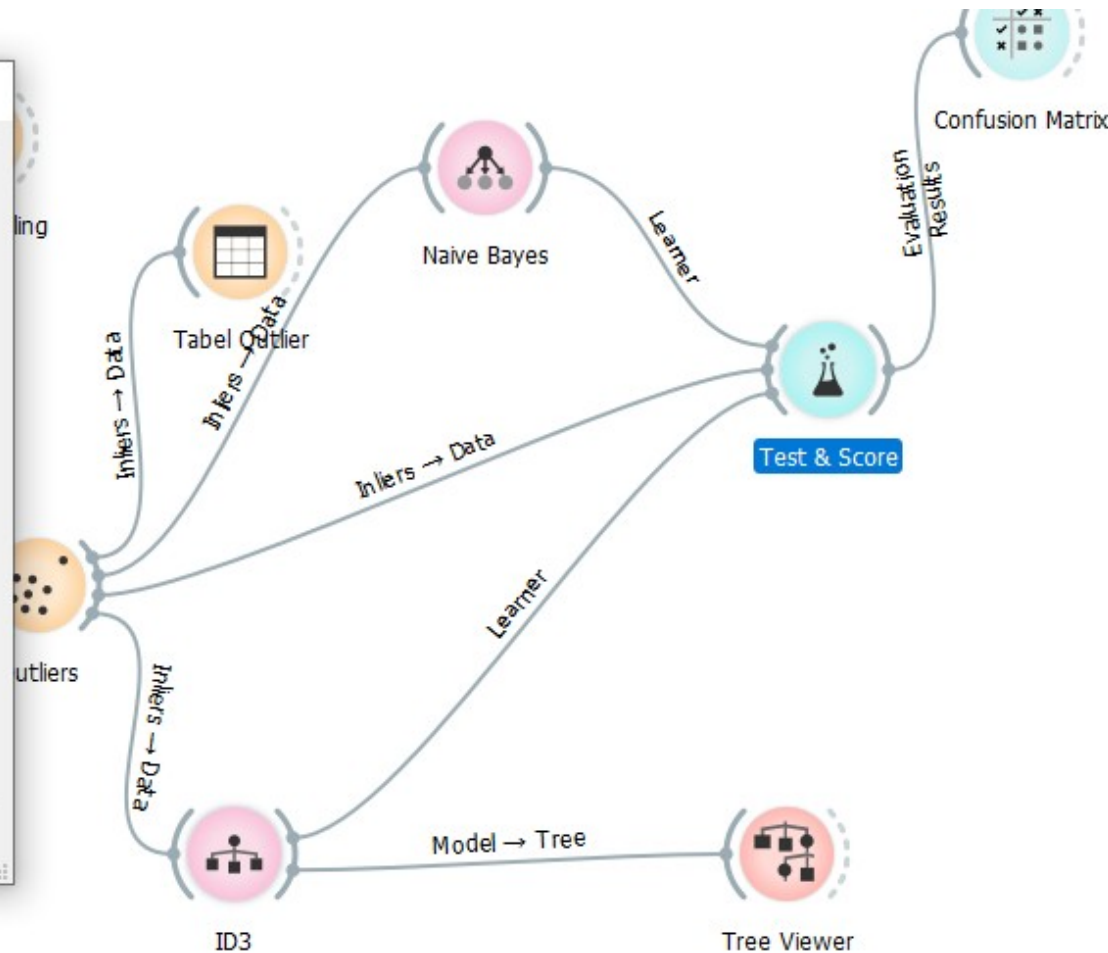 Confusion Matrix
Evaluation
Results
ling
Naive Bayes
Learner
Tabel Outlier
Inliers → Data
Inliers → Data
Inliers → Data
Test & Score
Learner
utliers
Inliers → Data
Model → Tree
ID3
Tree Viewer